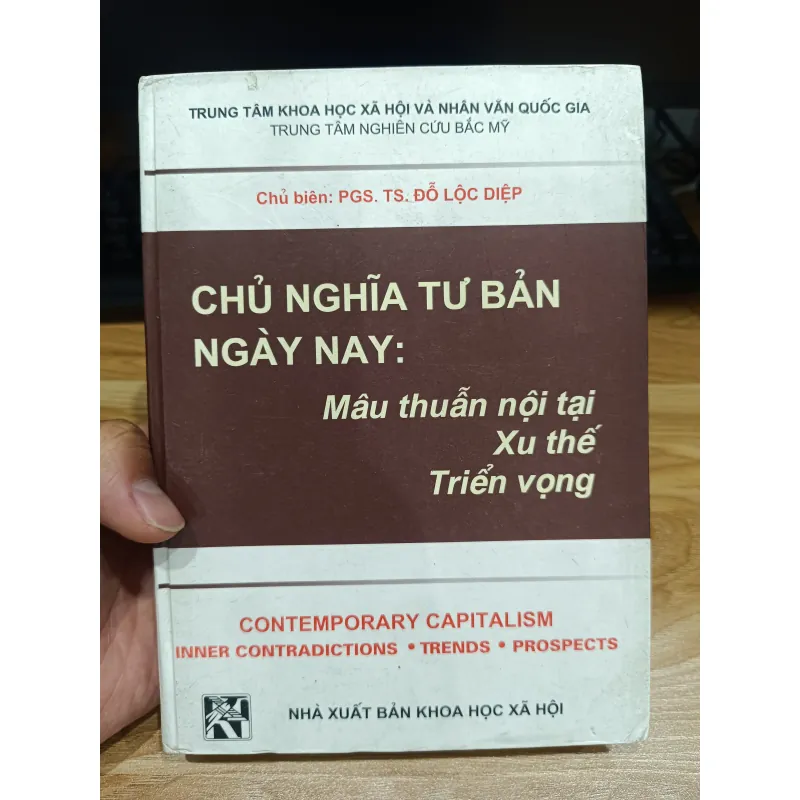 TRUNG TÂM KHOA HỌC XÃ HỘI VÀ NHÂN VĂN QUỐC GIA
TRUNG TÂM NGHIÊN CỨU BẮC MỸ
Chủ biên: PGS. TS. ĐỖ LỘC DIỆP
CHỦ NGHĨA TƯ BẢN
NGÀY NAY:
Mâu thuẫn nội tại
Xu thế
Triển vọng
CONTEMPORARY CAPITALISM
INNER CONTRADICTIONS • TRENDS • PROSPECTS
NHÀ XUẤT BẢN KHOA HỌC XÃ HỘI